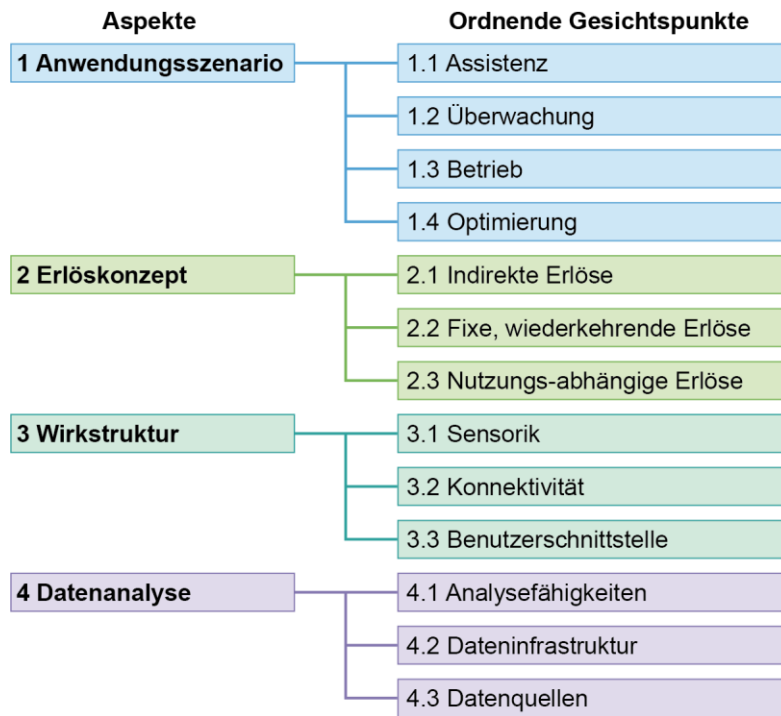 Aspekte
Ordnende Gesichtspunkte
1 Anwendungsszenario
1.1 Assistenz
1.2 Überwachung
1.3 Betrieb
1.4 Optimierung
2 Erlöskonzept
2.1 Indirekte Erlöse
2.2 Fixe, wiederkehrende Erlöse
2.3 Nutzungs-abhängige Erlöse
3 Wirkstruktur
3.1 Sensorik
3.2 Konnektivität
3.3 Benutzerschnittstelle
4 Datenanalyse
4.1 Analysefähigkeiten
4.2 Dateninfrastruktur
4.3 Datenquellen